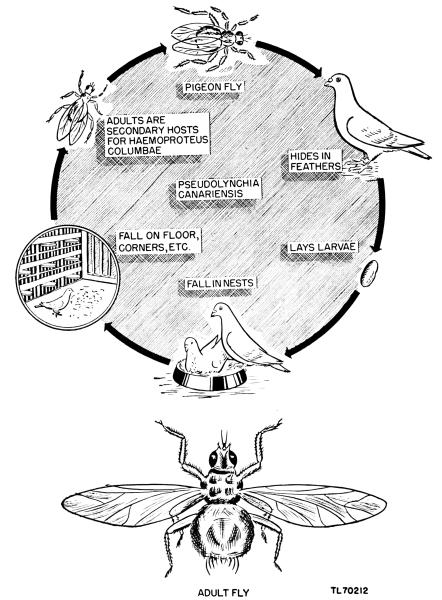 PIGEON FLY
ADULTS ARE
SECONDARY HOSTS
FOR HAEMOPROTEUS
COLUMBAE
HIDES IN
FEATHERS
PSEUDOLYNCHIA
CANARIENSIS
FALL ON FLOOR,
CORNERS, ETC.
LAYS LARVAE
FALL IN NESTS
ADULT FLY
TL70212